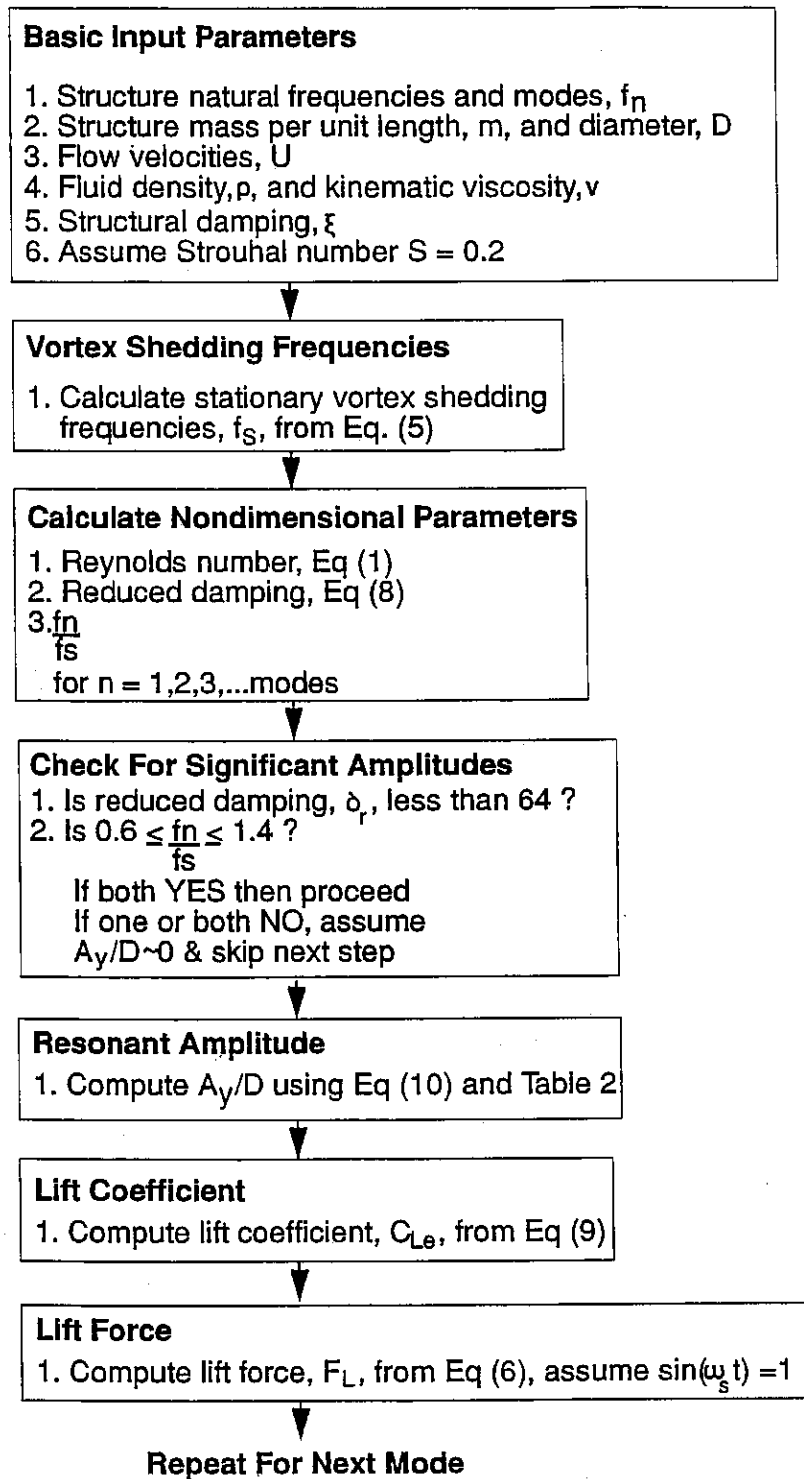 Basic Input Parameters
1. Structure natural frequencies and modes, fn
2. Structure mass per unit length, m, and diameter, D
3. Flow velocities, U
4. Fluid density,ρ, and kinematic viscosity,ν
5. Structural damping,ξ
6. Assume Strouhal number S = 0.2
Vortex Shedding Frequencies
1. Calculate stationary vortex shedding
frequencies, fS, from Eq. (5)
Calculate Nondimensional Parameters
1. Reynolds number, Eq (1)
2. Reduced damping, Eq (8)
3.fn
fs
for n = 1,2,3,...modes
Check For Significant Amplitudes
1. Is reduced damping, δr, less than 64 ?
2. Is 0.6 ≤ fn ≤ 1.4 ?
fs
If both YES then proceed
If one or both NO, assume
Ay/D~0 & skip next step
Resonant Amplitude
1. Compute Ay/D using Eq (10) and Table 2
Lift Coefficient
1. Compute lift coefficient, CLe, from Eq (9)
Lift Force
1. Compute lift force, FL, from Eq (6), assume sin(ωst) =1
Repeat For Next Mode